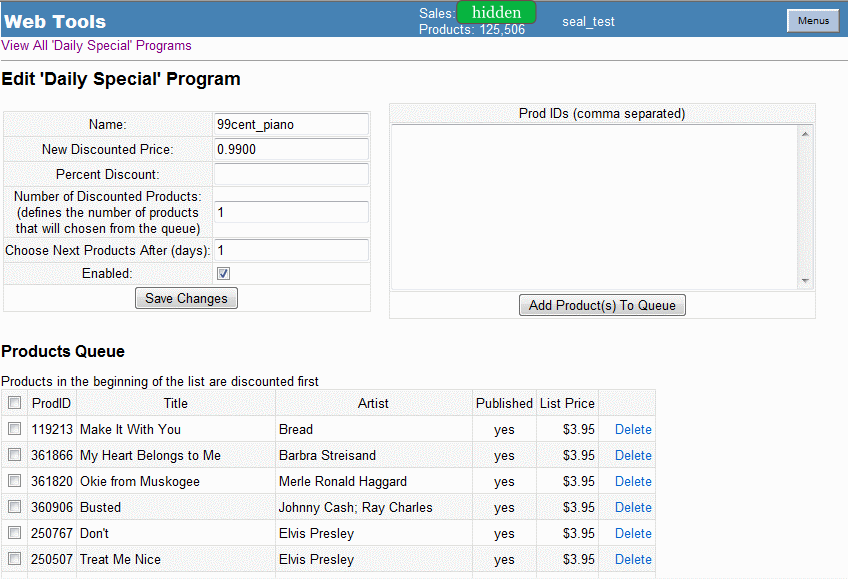 Web Tools
Sales: hidden
Products: 125,506
seal_test
Menus
View All 'Daily Special' Programs
Edit 'Daily Special' Program
Name: 99cent_piano
New Discounted Price: 0.9900
Percent Discount:
Number of Discounted Products:
(defines the number of products
that will chosen from the queue)
1
Choose Next Products After (days): 1
Enabled:
Save Changes
Prod IDs (comma separated)
Add Product(s) To Queue
Products Queue
Products in the beginning of the list are discounted first
ProdID Title Artist Published List Price
119213 Make It With You Bread yes $3.95 Delete
361866 My Heart Belongs to Me Barbra Streisand yes $3.95 Delete
361820 Okie from Muskogee Merle Ronald Haggard yes $3.95 Delete
360906 Busted Johnny Cash; Ray Charles yes $3.95 Delete
250767 Don't Elvis Presley yes $3.95 Delete
250507 Treat Me Nice Elvis Presley yes $3.95 Delete